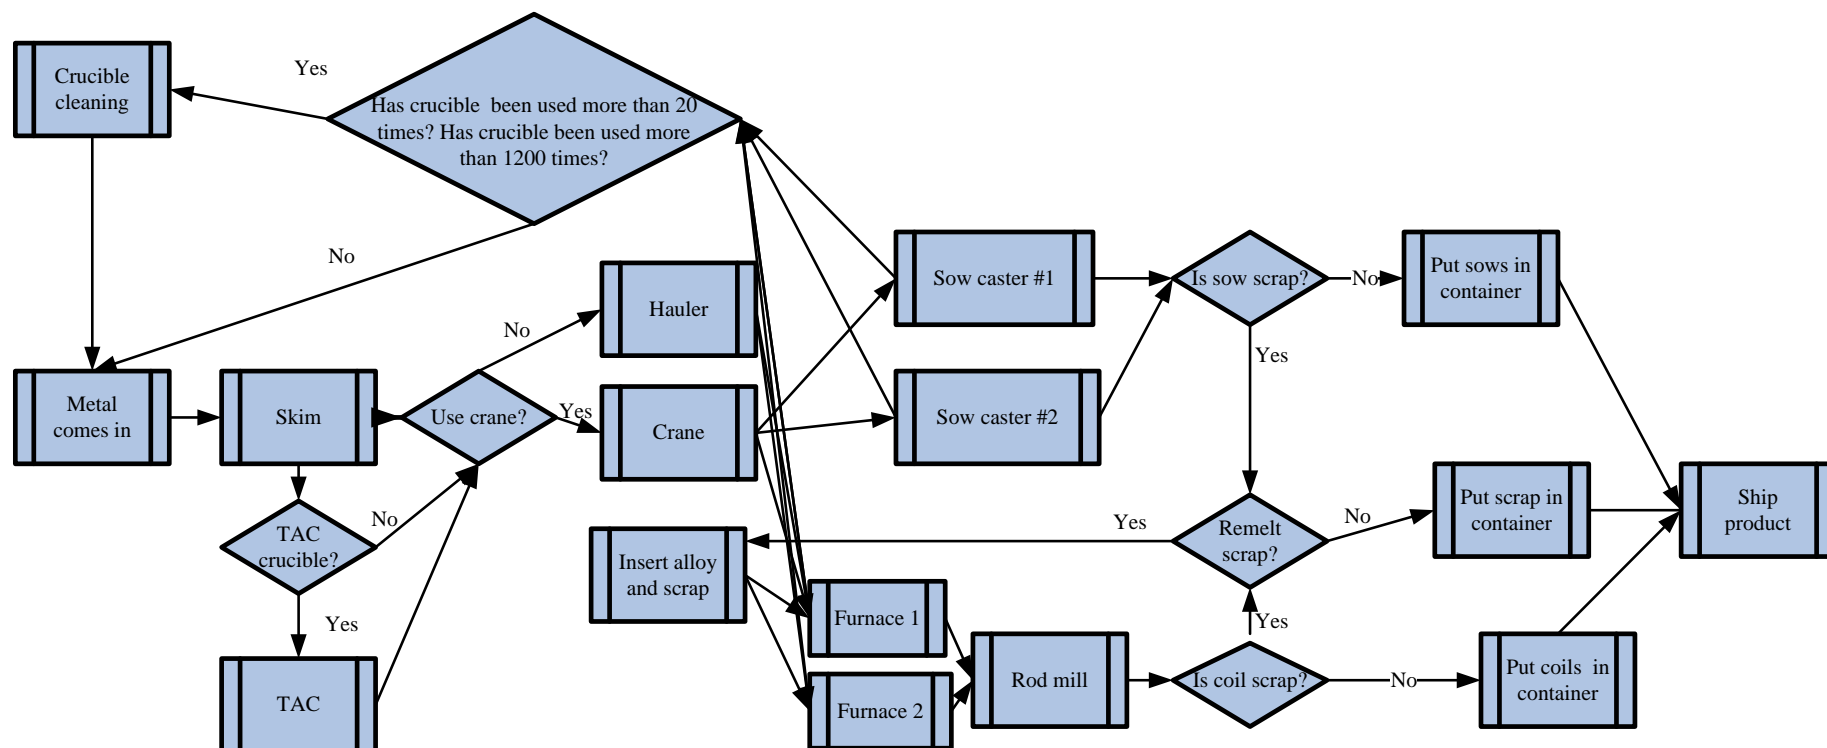 Crucible
cleaning
Yes
Has crucible  been used more than 20
times? Has crucible been used more
than 1200 times?
No
Metal
comes in
Skim
Use crane?
No
Yes
Hauler
Crane
TAC
crucible?
No
Yes
TAC
Sow caster #1
Sow caster #2
Is sow scrap?
No
Put sows in
container
Yes
Remelt
scrap?
No
Put scrap in
container
Ship
product
Yes
Insert alloy
and scrap
Furnace 1
Furnace 2
Rod mill
Is coil scrap?
Yes
No
Put coils  in
container